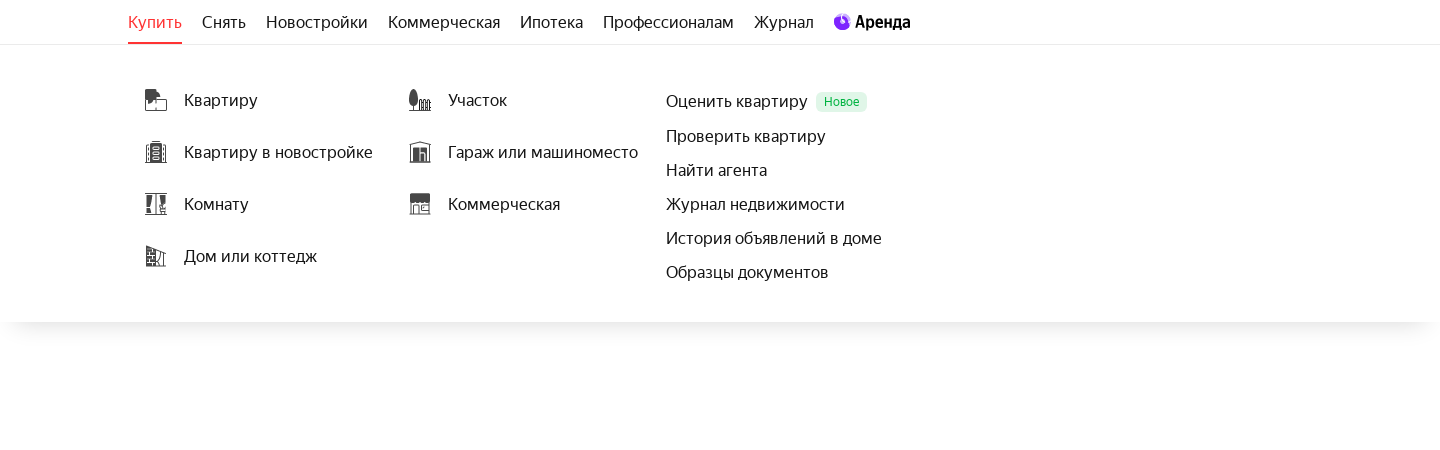 Купить Снять Новостройки Коммерческая Ипотека Профессионалам Журнал Аренда
Квартиру
Квартиру в новостройке
Комнату
Дом или коттедж
Участок
Гараж или машиноместо
Коммерческая
Оценить квартиру Новое
Проверить квартиру
Найти агента
Журнал недвижимости
История объявлений в доме
Образцы документов